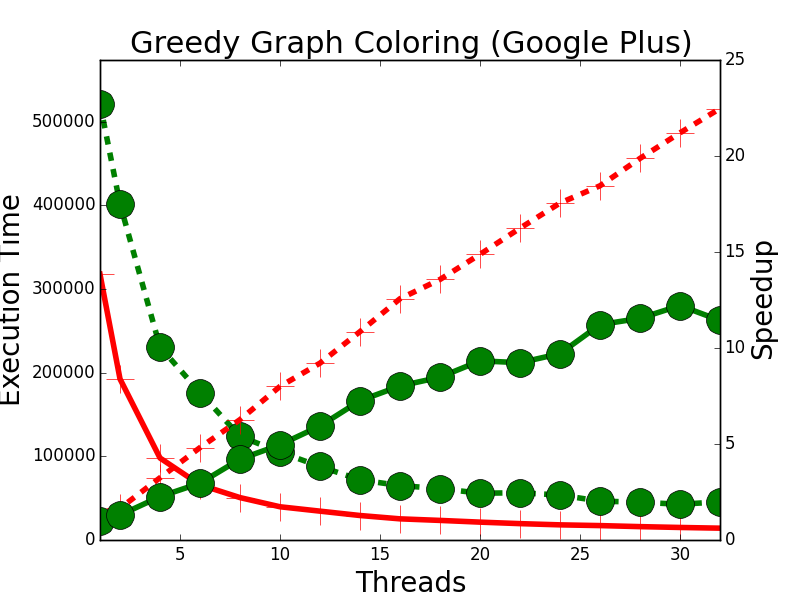 Greedy Graph Coloring (Google Plus)
Execution Time
500000
400000
300000
200000
100000
0
25
20
15
10
5
0
Speedup
5 10 15 20 25 30
Threads